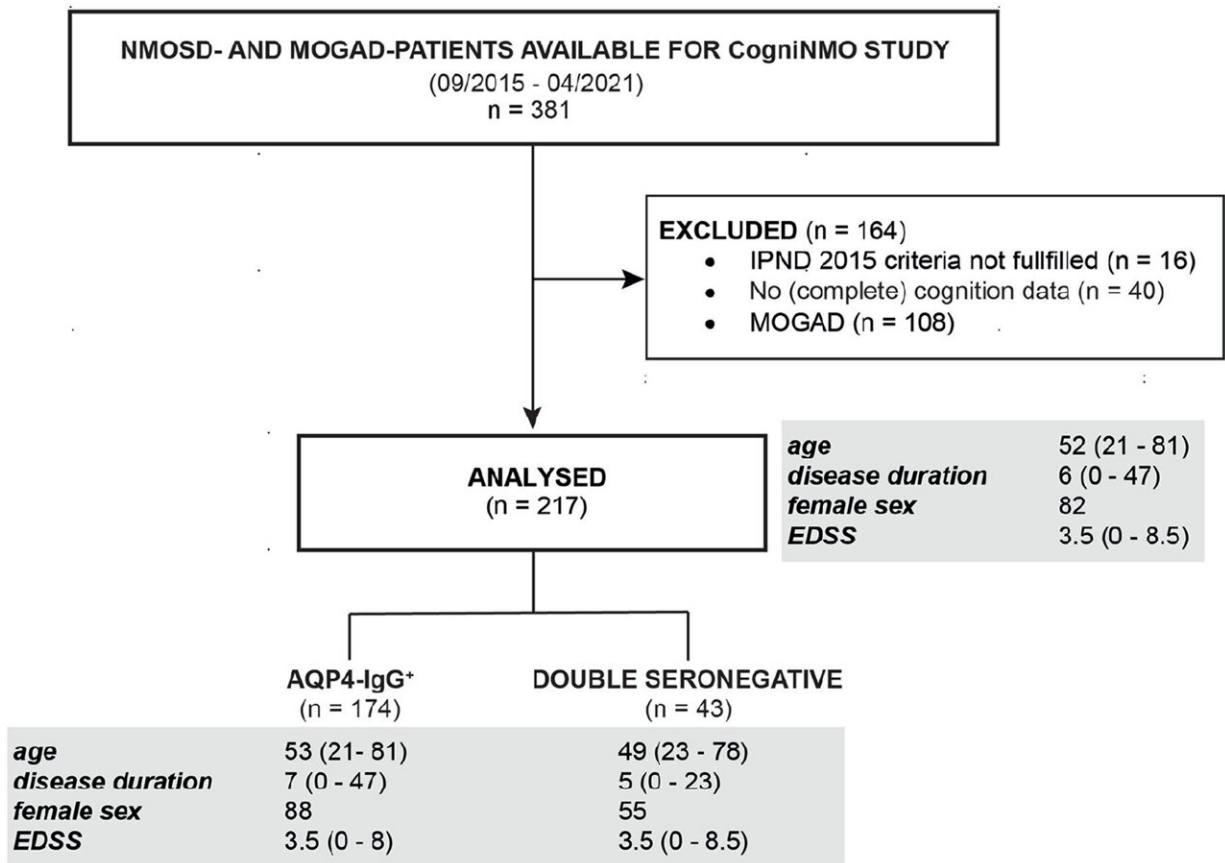 NMOSD- AND MOGAD-PATIENTS AVAILABLE FOR CogniNMO STUDY
(09/2015 - 04/2021)
n = 381
EXCLUDED (n = 164)
• IPND 2015 criteria not fullfilled (n = 16)
• No (complete) cognition data (n = 40)
• MOGAD (n = 108)
ANALYSED
(n = 217)
age 52 (21 - 81)
disease duration 6 (0 - 47)
female sex 82
EDSS 3.5 (0 - 8.5)
AQP4-IgG⁺ DOUBLE SERONEGATIVE
(n = 174) (n = 43)
age 53 (21- 81) 49 (23 - 78)
disease duration 7 (0 - 47) 5 (0 - 23)
female sex 88 55
EDSS 3.5 (0 - 8) 3.5 (0 - 8.5)